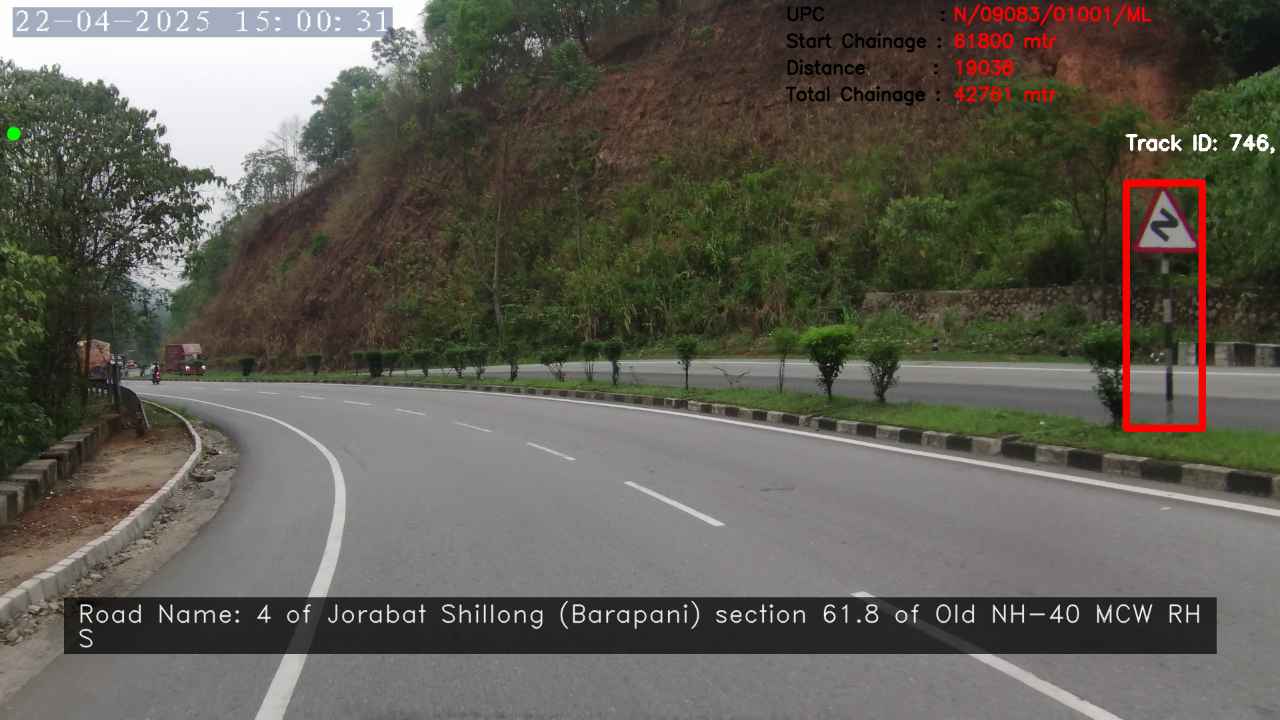 22-04-2025 15:00:31
UPC : N/09083/01001/ML
Start Chainage : 61800 mtr
Distance : 19038
Total Chainage : 42761 mtr
Track ID: 746,
Road Name: 4 of Jorabat Shillong (Barapani) section 61.8 of Old NH-40 MCW RH
S